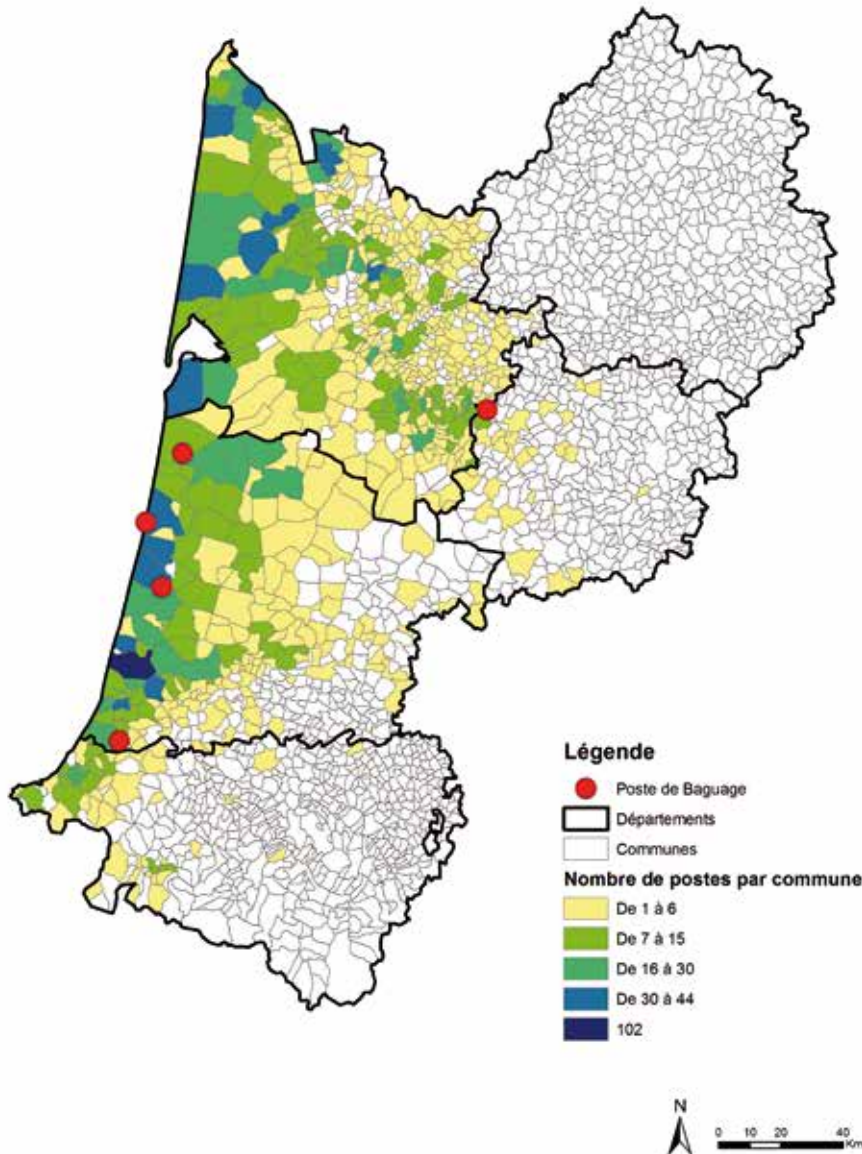 Légende
Poste de Baguage
Départements
Communes
Nombre de postes par commune
De 1 à 6
De 7 à 15
De 16 à 30
De 30 à 44
102
N
0 10 20 40
Km